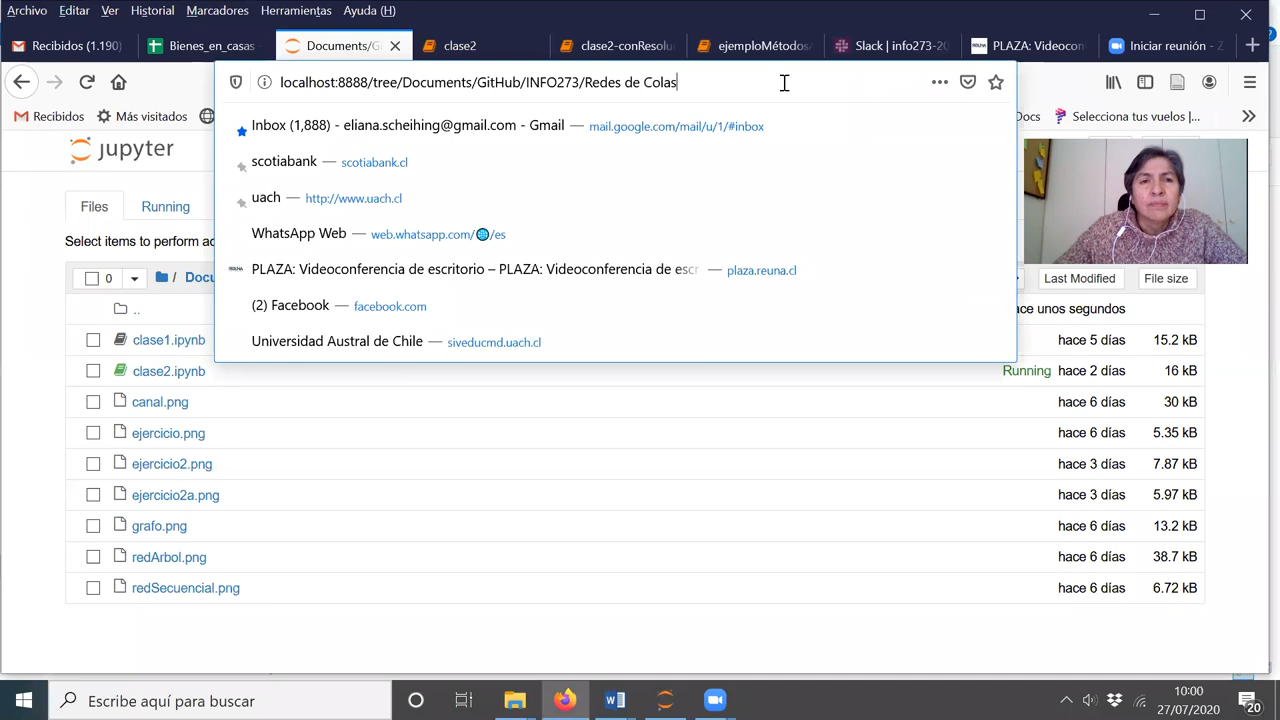 Archivo Editar Ver Historial Marcadores Herramientas Ayuda (H)
Recibidos (1.190) Bienes_en_casas Documents/G clase2 clase2-conResolu ejemploMétodos Slack | info273-20 PLAZA: Videocon Iniciar reunión - Z
localhost:8888/tree/Documents/GitHub/INFO273/Redes de Colas
Recibidos Más visitados Docs Selecciona tu vuelos |...
Inbox (1,888) - eliana.scheihing@gmail.com - Gmail — mail.google.com/mail/u/1/#inbox
scotiabank — scotiabank.cl
uach — http://www.uach.cl
WhatsApp Web — web.whatsapp.com/🌐/es
PLAZA: Videoconferencia de escritorio – PLAZA: Videoconferencia de escr — plaza.reuna.cl
(2) Facebook — facebook.com
Universidad Austral de Chile — siveducmd.uach.cl
jupyter
Files Running
Select items to perform ac
0 / Docu Last Modified File size
.. ace unos segundos
clase1.ipynb hace 5 días 15.2 kB
clase2.ipynb Running hace 2 días 16 kB
canal.png hace 6 días 30 kB
ejercicio.png hace 6 días 5.35 kB
ejercicio2.png hace 3 días 7.87 kB
ejercicio2a.png hace 3 días 5.97 kB
grafo.png hace 6 días 13.2 kB
redArbol.png hace 6 días 38.7 kB
redSecuencial.png hace 6 días 6.72 kB
Escribe aquí para buscar
10:00
27/07/2020
20